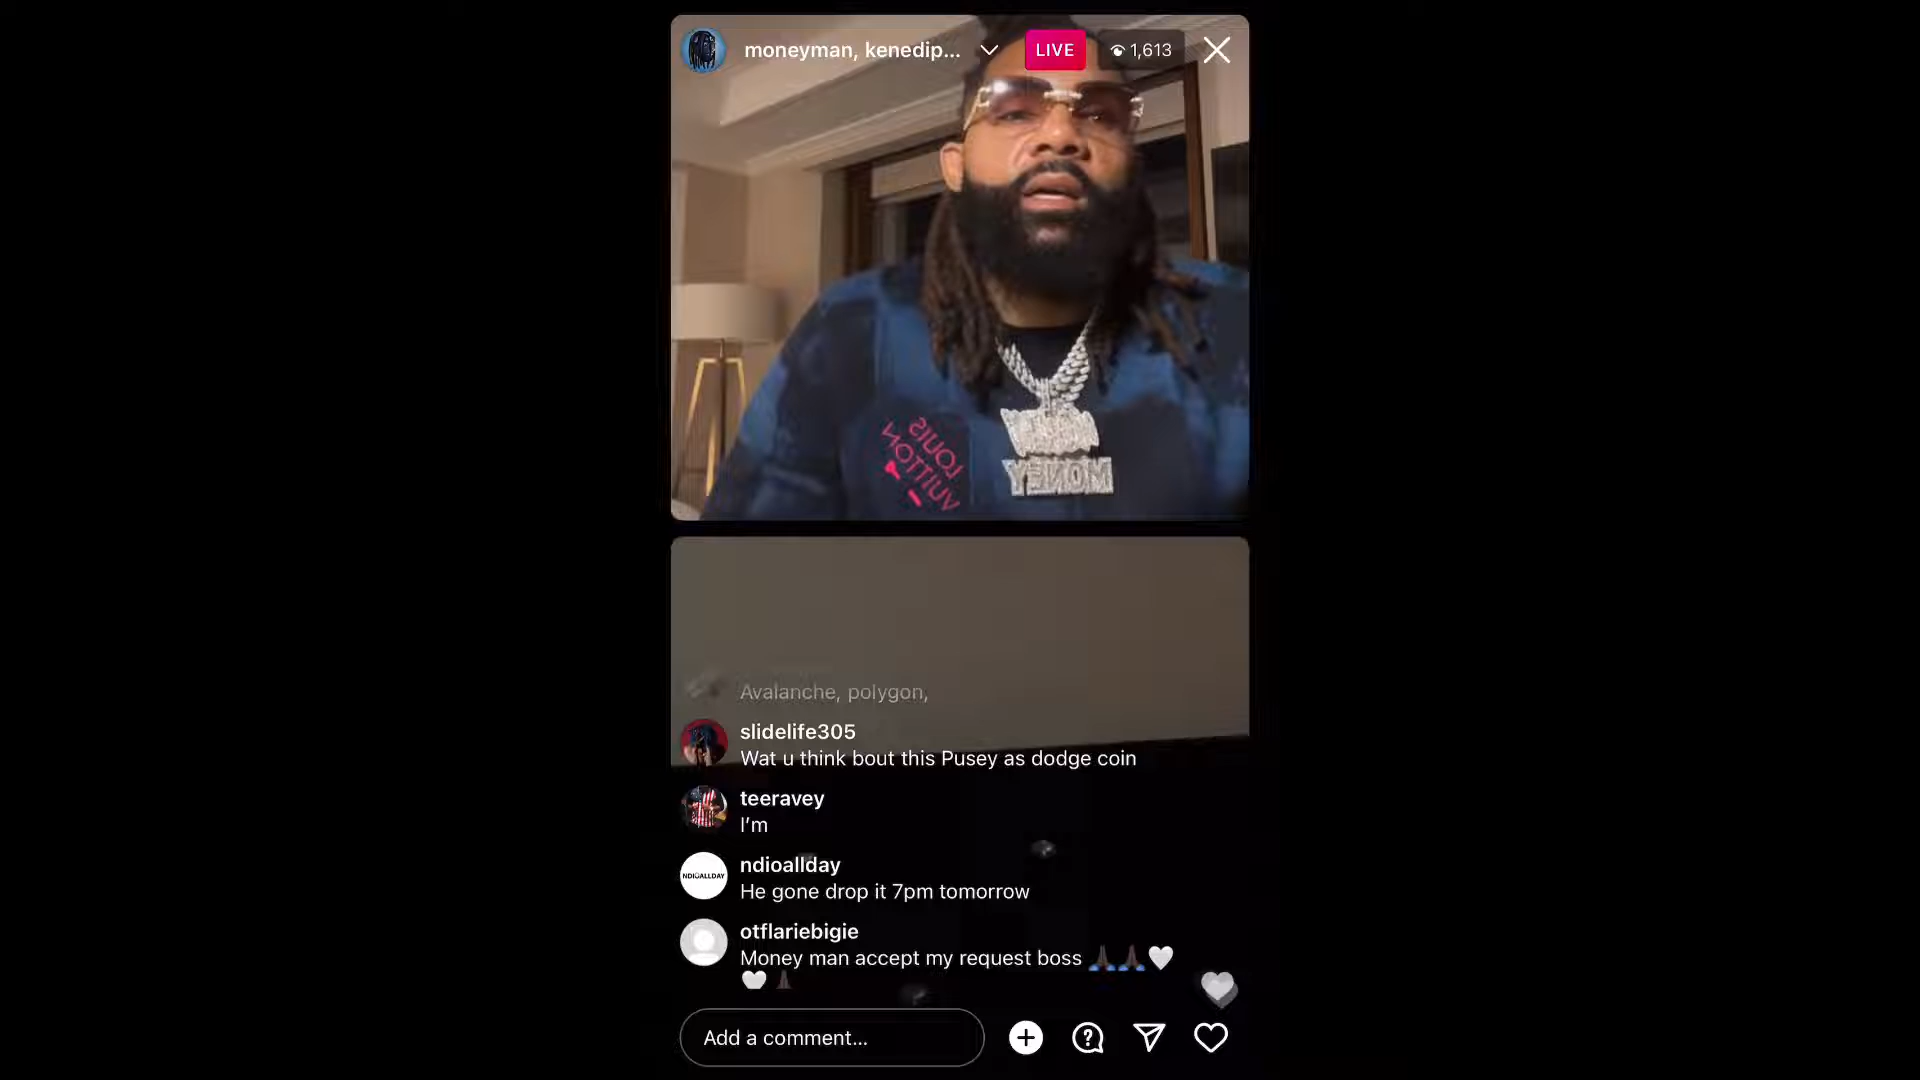 moneyman, kenedip...
LIVE
1,613
LOUIS
VUITTON
MONEY
Avalanche, polygon,
slidelife305
Wat u think bout this Pusey as dodge coin
teeravey
I'm
NDIOALLDAY
ndioallday
He gone drop it 7pm tomorrow
otflariebigie
Money man accept my request boss 🙏🏿🙏🏿🤍
🤍🙏🏿
Add a comment...